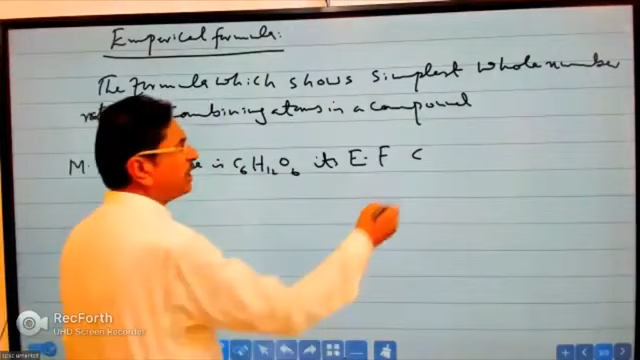 Emperical formula:
The formula which shows simplest whole number
combining atoms in a compound
M. is C6H12O6 its E.F C
RecForth
UHD Screen Recorder